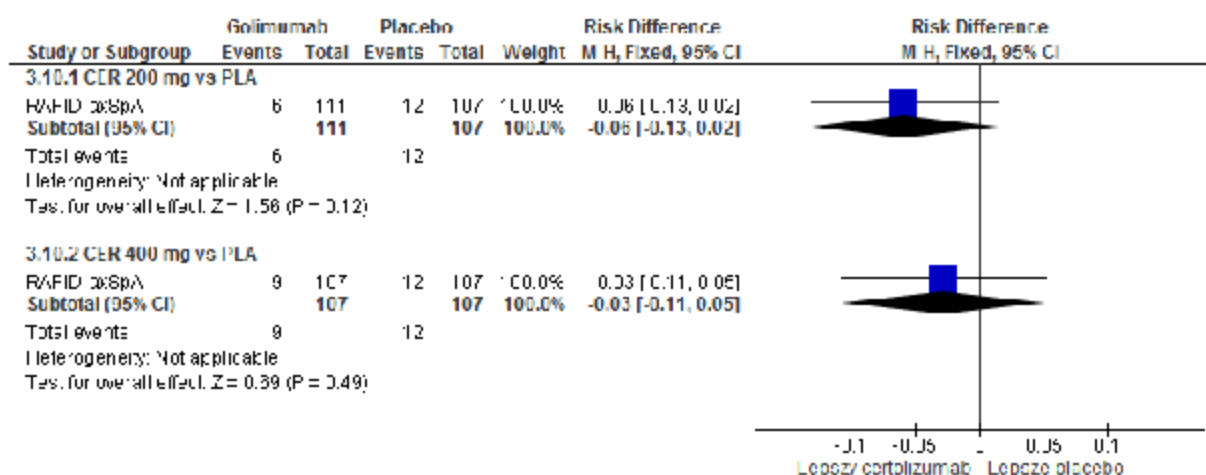 Golimumab Placebo Risk Difference Risk Difference
Study or Subgroup Events Total Events Total Weight M H, Fixed, 95% CI M H, Fixed, 95% CI
3.10.1 CER 200 mg vs PLA
RAPID axSpA 6 111 12 107 100.0% -0.06 [-0.13, 0.02]
Subtotal (95% CI) 111 107 100.0% -0.06 [-0.13, 0.02]
Total events 6 12
Heterogeneity: Not applicable
Test for overall effect: Z = 1.56 (P = 0.12)
3.10.2 CER 400 mg vs PLA
RAPID axSpA 9 107 12 107 100.0% -0.03 [-0.11, 0.05]
Subtotal (95% CI) 107 107 100.0% -0.03 [-0.11, 0.05]
Total events 9 12
Heterogeneity: Not applicable
Test for overall effect: Z = 0.69 (P = 0.49)
-0.1 -0.05 0 0.05 0.1
Lepszy certolizumab Lepsze placebo